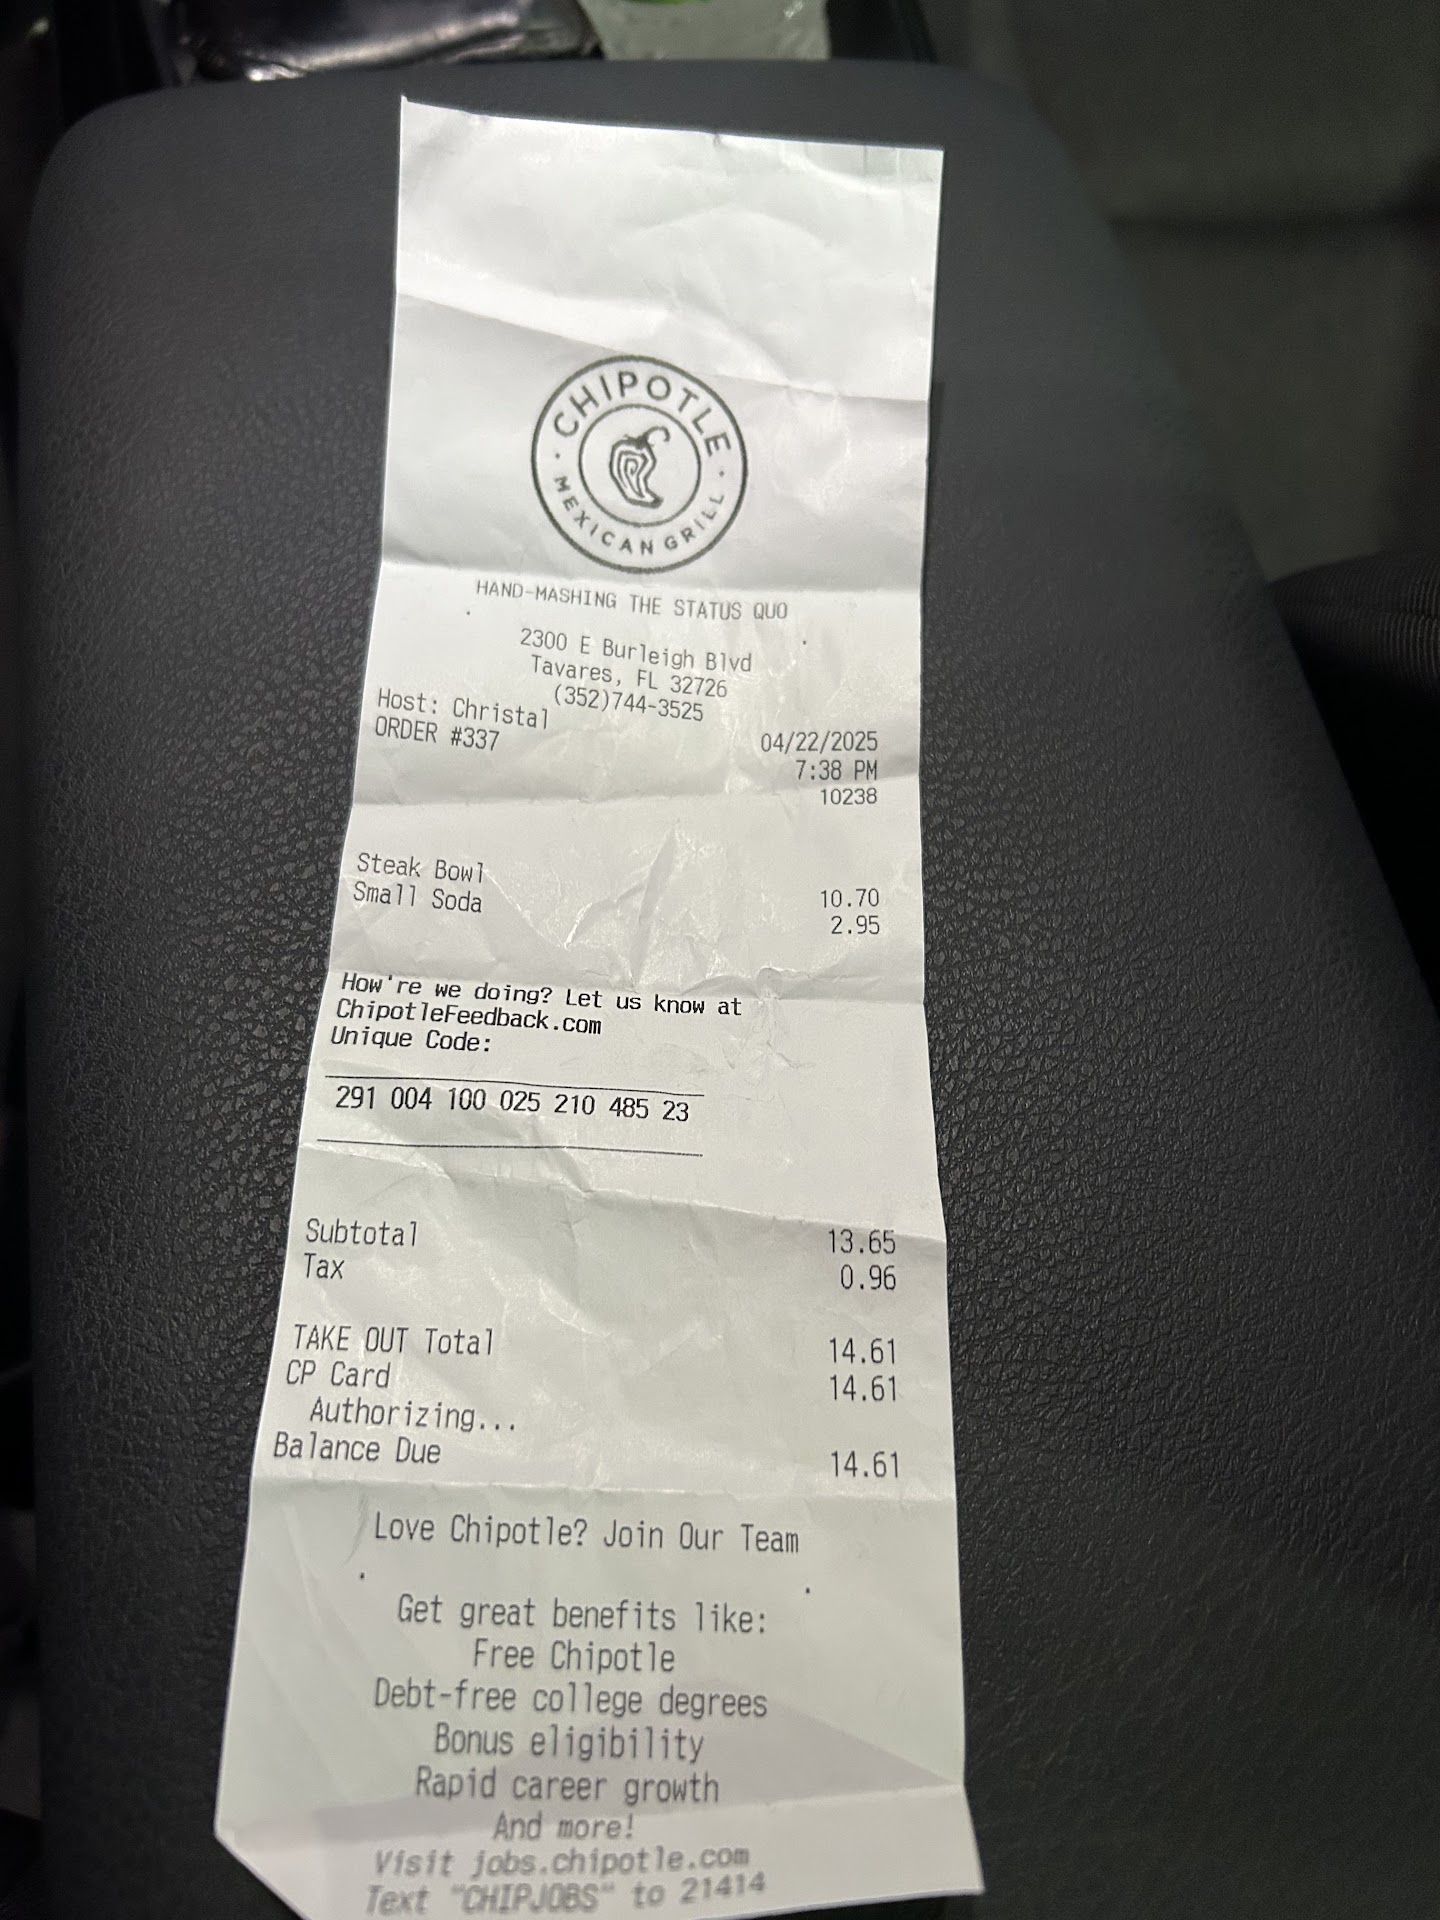 CHIPOTLE
MEXICAN GRILL
HAND-MASHING THE STATUS QUO
2300 E Burleigh Blvd
Tavares, FL 32726
(352)744-3525
Host: Christal
ORDER #337
04/22/2025
7:38 PM
10238
Steak Bowl 10.70
Small Soda 2.95
How're we doing? Let us know at
ChipotleFeedback.com
Unique Code:
291 004 100 025 210 485 23
Subtotal 13.65
Tax 0.96
TAKE OUT Total 14.61
CP Card 14.61
Authorizing...
Balance Due 14.61
Love Chipotle? Join Our Team
Get great benefits like:
Free Chipotle
Debt-free college degrees
Bonus eligibility
Rapid career growth
And more!
Visit jobs.chipotle.com
Text "CHIPJOBS" to 21414